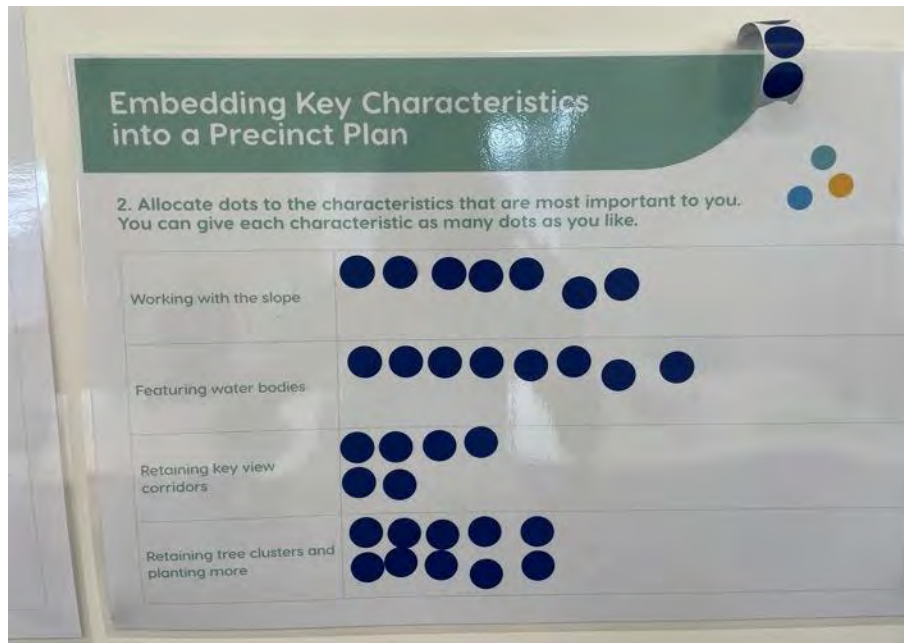 Embedding Key Characteristics
into a Precinct Plan
2. Allocate dots to the characteristics that are most important to you.
You can give each characteristic as many dots as you like.
Working with the slope
Featuring water bodies
Retaining key view
corridors
Retaining tree clusters and
planting more